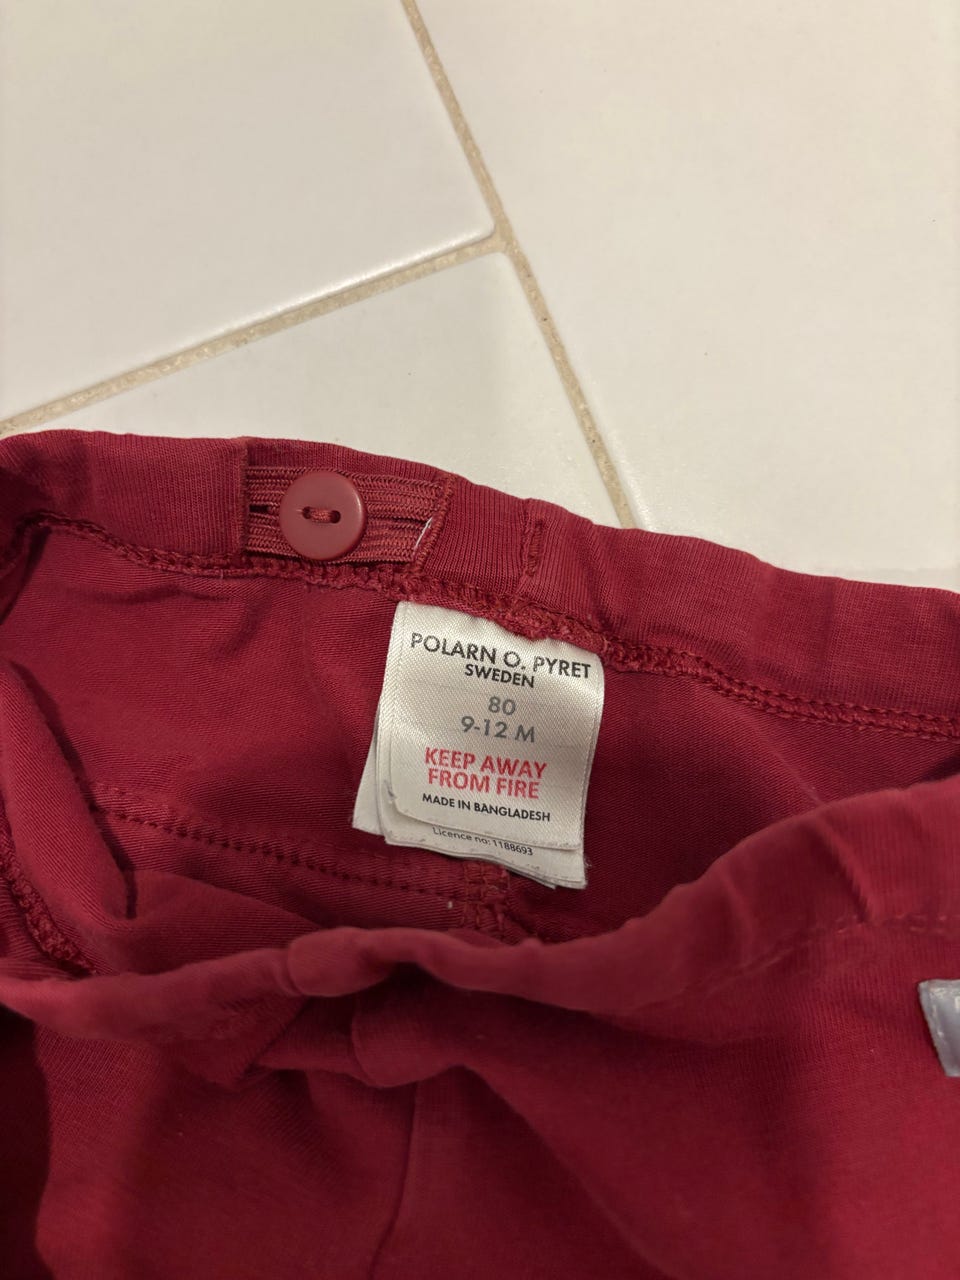 POLARN O. PYRET
SWEDEN
80
9-12 M
KEEP AWAY
FROM FIRE
MADE IN BANGLADESH
Licence no: 1188693